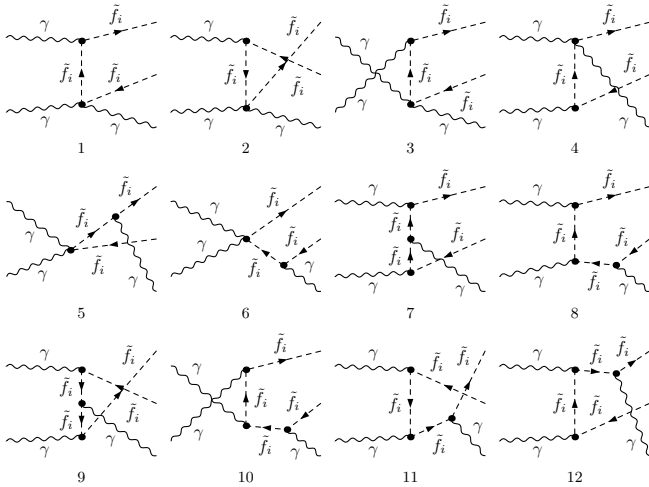 γ f̃ᵢ γ f̃ᵢ γ f̃ᵢ γ f̃ᵢ
f̃ᵢ f̃ᵢ f̃ᵢ f̃ᵢ f̃ᵢ f̃ᵢ f̃ᵢ f̃ᵢ
γ γ γ γ γ f̃ᵢ γ
1 2 3 4
f̃ᵢ f̃ᵢ f̃ᵢ f̃ᵢ
γ f̃ᵢ γ f̃ᵢ γ f̃ᵢ γ f̃ᵢ
γ f̃ᵢ γ f̃ᵢ γ γ f̃ᵢ f̃ᵢ γ γ f̃ᵢ γ
5 6 7 8
γ f̃ᵢ γ f̃ᵢ γ f̃ᵢ γ f̃ᵢ f̃ᵢ
f̃ᵢ f̃ᵢ f̃ᵢ f̃ᵢ f̃ᵢ f̃ᵢ f̃ᵢ f̃ᵢ
γ f̃ᵢ γ γ f̃ᵢ γ γ f̃ᵢ γ γ γ
9 10 11 12